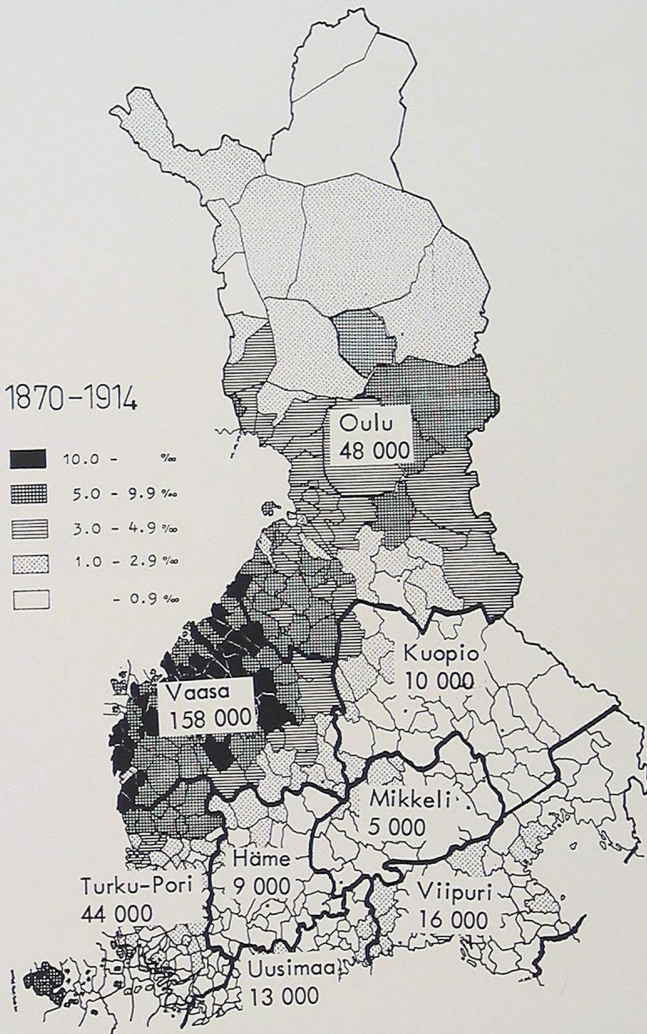 1870-1914
10.0 - ‰
5.0 - 9.9 ‰
3.0 - 4.9 ‰
1.0 - 2.9 ‰
- 0.9 ‰
Oulu
48 000
Kuopio
10 000
Vaasa
158 000
Mikkeli
5 000
Häme
9 000
Turku-Pori
44 000
Viipuri
16 000
Uusimaa
13 000